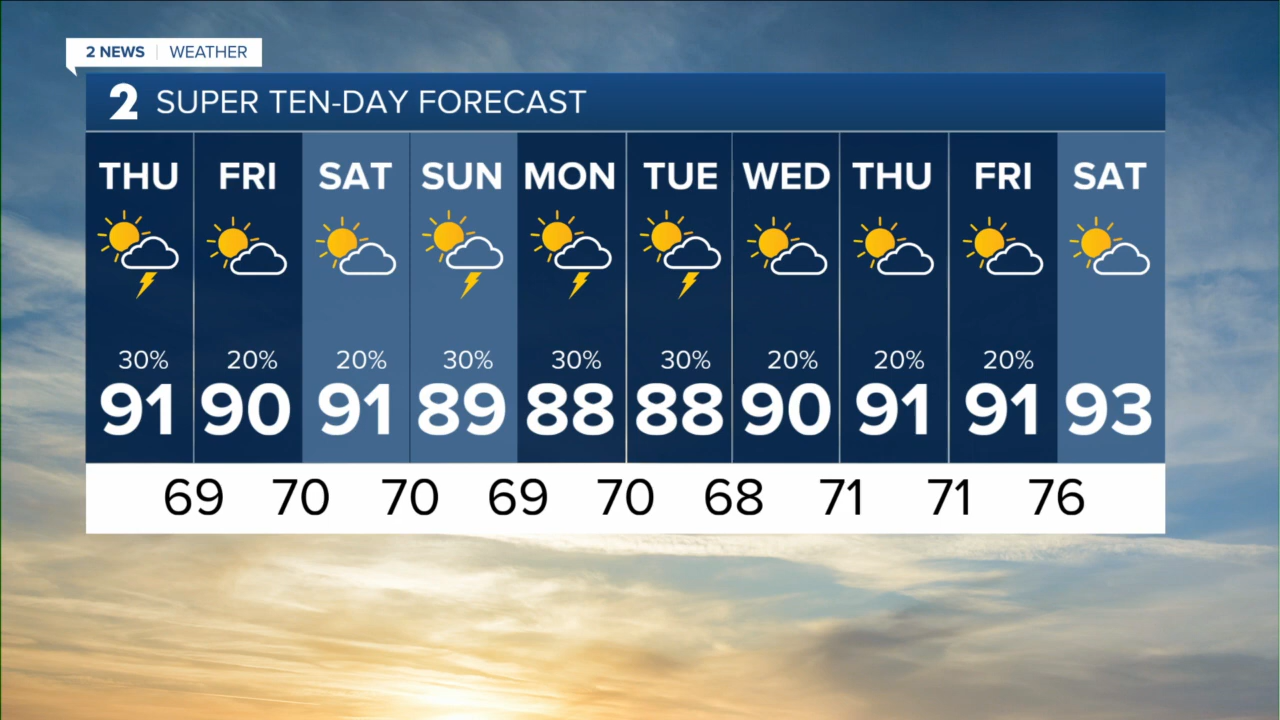 2 NEWS | WEATHER
2 SUPER TEN-DAY FORECAST
THU FRI SAT SUN MON TUE WED THU FRI SAT
30% 20% 20% 30% 30% 30% 20% 20% 20%
91 90 91 89 88 88 90 91 91 93
69 70 70 69 70 68 71 71 76